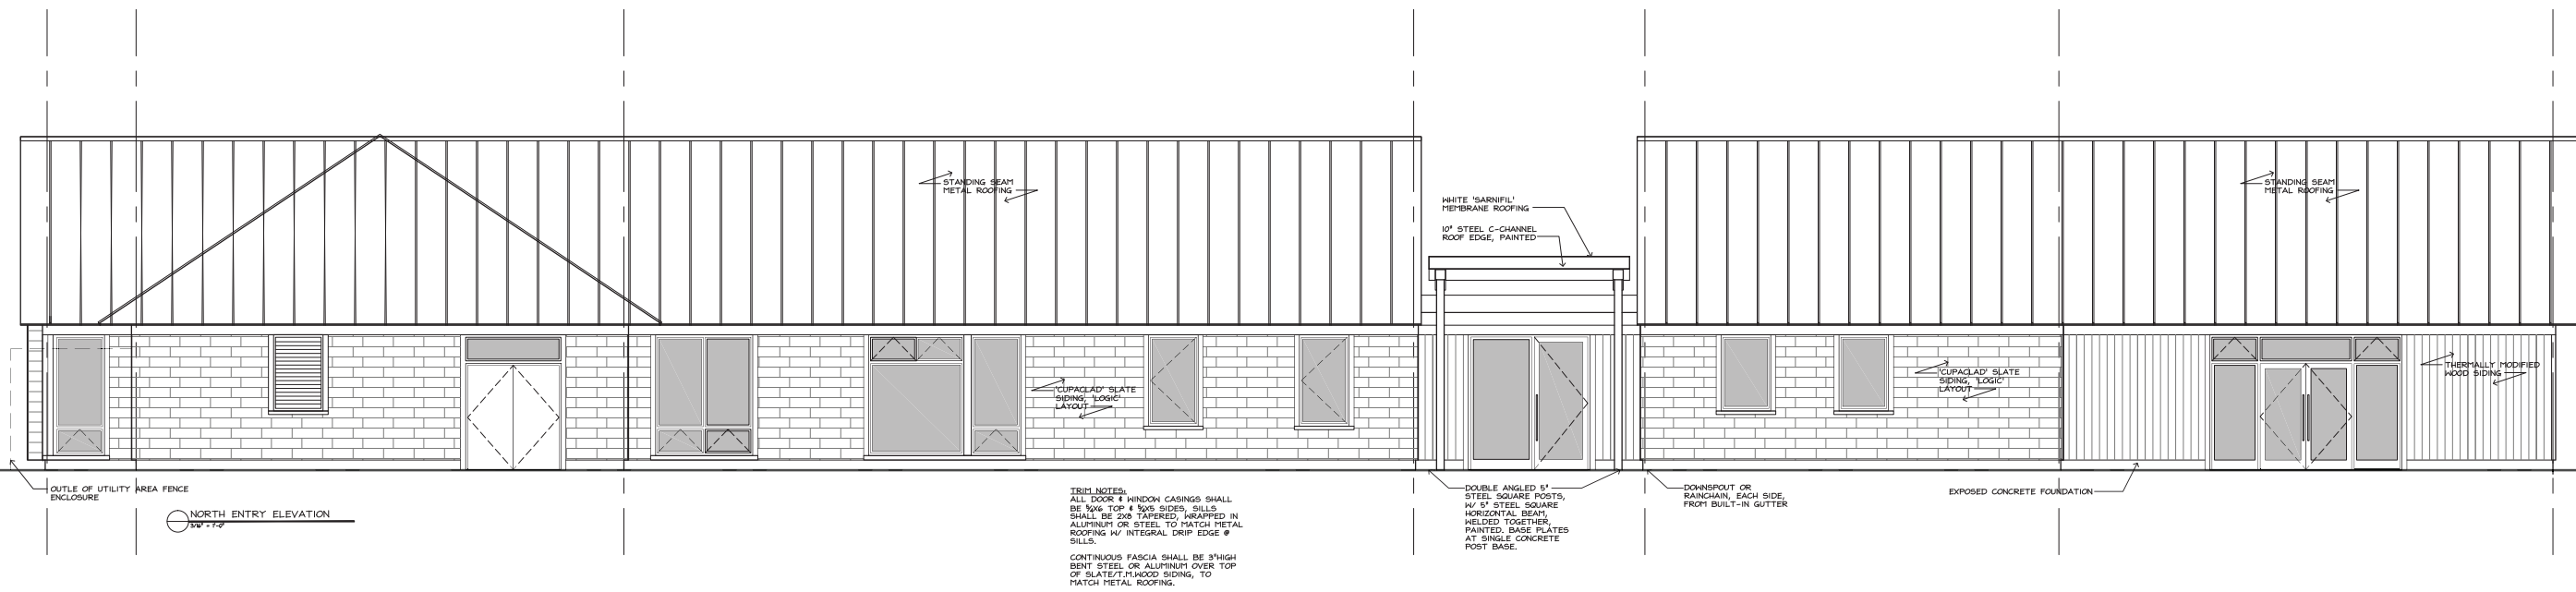 STANDING SEAM
METAL ROOFING
STANDING SEAM
METAL ROOFING
WHITE 'SARNIFIL'
MEMBRANE ROOFING
10" STEEL C-CHANNEL
ROOF EDGE, PAINTED
'CUPACLAD' SLATE
SIDING, 'LOGIC'
LAYOUT
'CUPACLAD' SLATE
SIDING, 'LOGIC'
LAYOUT
THERMALLY MODIFIED
WOOD SIDING
OUTLE OF UTILITY AREA FENCE
ENCLOSURE
NORTH ENTRY ELEVATION
3/16" = 1'-0"
TRIM NOTES:
ALL DOOR & WINDOW CASINGS SHALL
BE 5/4X6 TOP & 5/4X5 SIDES, SILLS
SHALL BE 2X8 TAPERED, WRAPPED IN
ALUMINUM OR STEEL TO MATCH METAL
ROOFING W/ INTEGRAL DRIP EDGE @
SILLS.
CONTINUOUS FASCIA SHALL BE 3"HIGH
BENT STEEL OR ALUMINUM OVER TOP
OF SLATE/T.M.WOOD SIDING, TO
MATCH METAL ROOFING.
DOUBLE ANGLED 5"
STEEL SQUARE POSTS,
W/ 5" STEEL SQUARE
HORIZONTAL BEAM,
WELDED TOGETHER,
PAINTED. BASE PLATES
AT SINGLE CONCRETE
POST BASE.
DOWNSPOUT OR
RAINCHAIN, EACH SIDE,
FROM BUILT-IN GUTTER
EXPOSED CONCRETE FOUNDATION